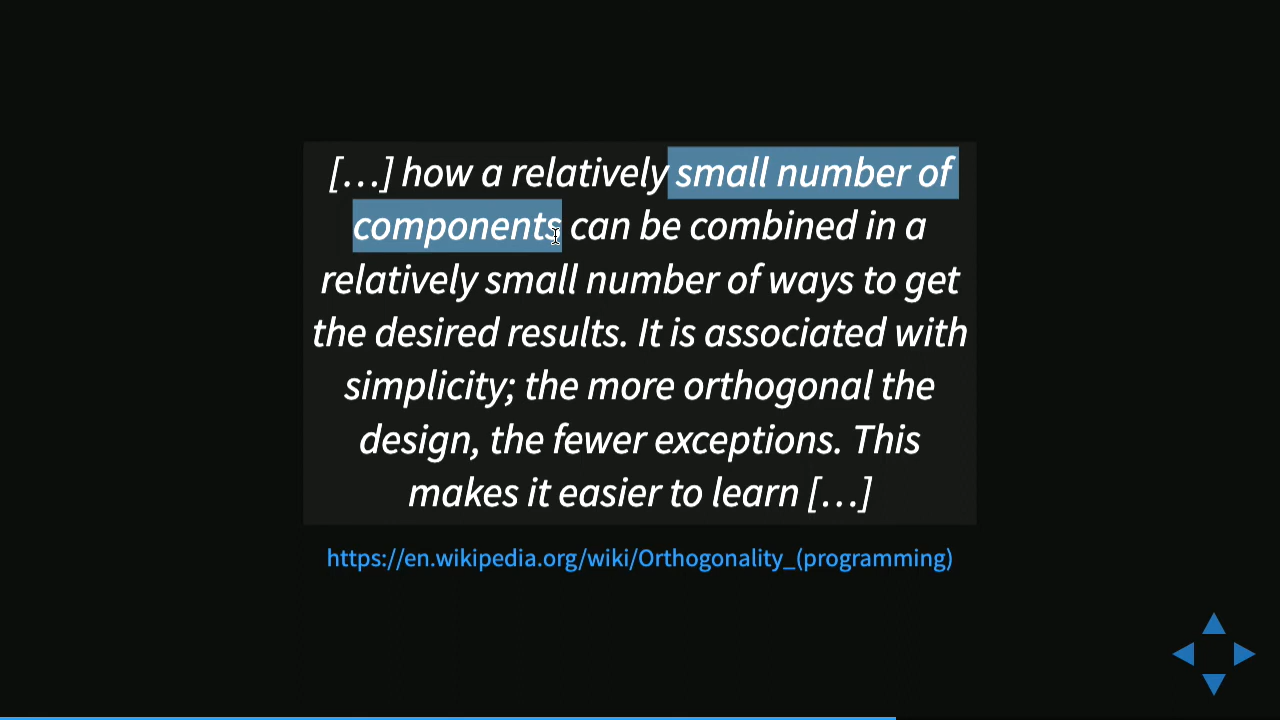 […] how a relatively small number of
components can be combined in a
relatively small number of ways to get
the desired results. It is associated with
simplicity; the more orthogonal the
design, the fewer exceptions. This
makes it easier to learn […]
https://en.wikipedia.org/wiki/Orthogonality_(programming)